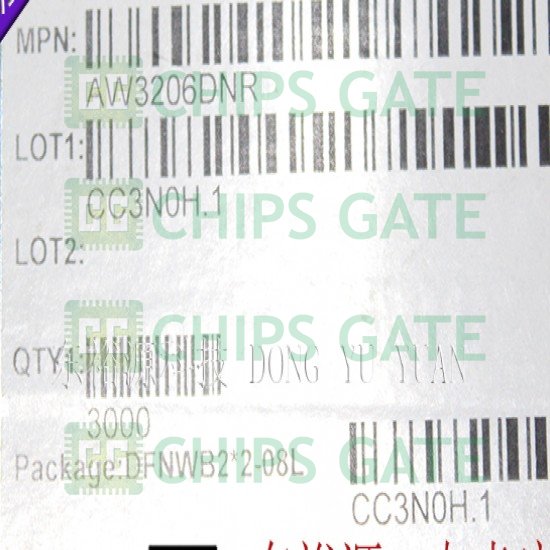 MPN:
AW3206DNR
CHIPS GATE
LOT1:
CC3N0H.1
CHIPS GATE
LOT2:
CHIPS GATE
QTY1:
DONG YU YUAN
3000
CHIPS GATE
Package:DFNWB2*2-08L
CC3N0H.1